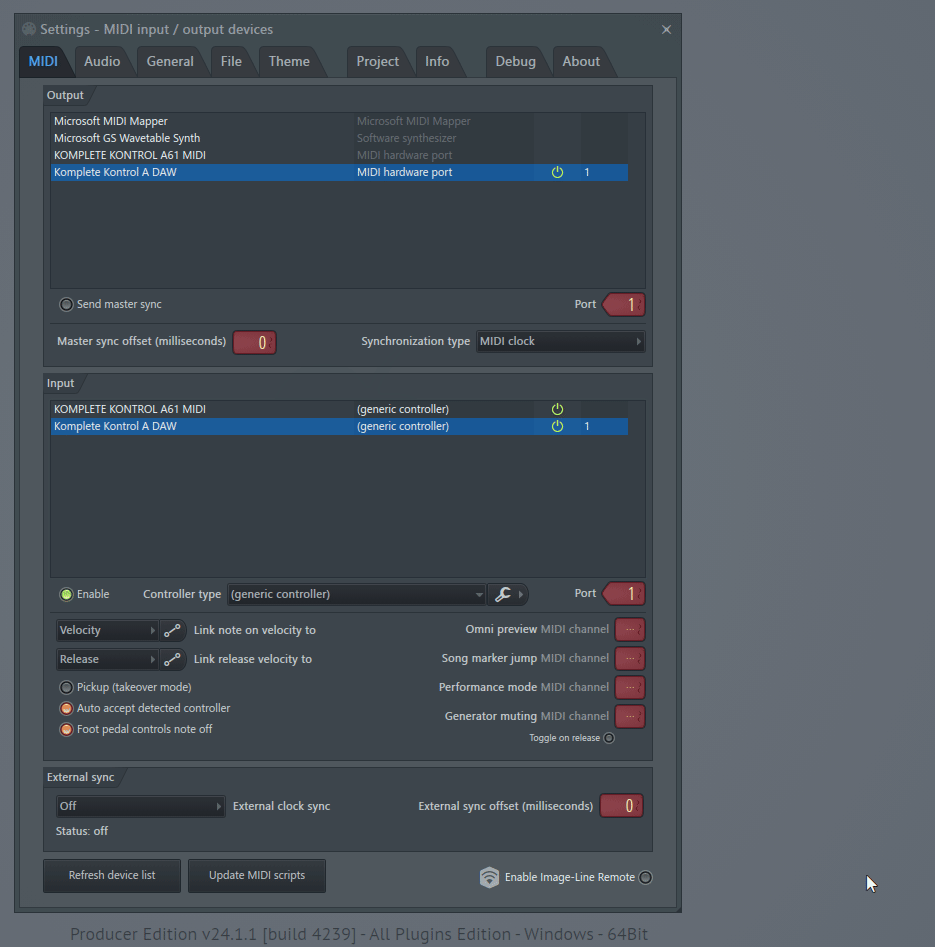 Settings - MIDI input / output devices
MIDI Audio General File Theme Project Info Debug About
Output
Microsoft MIDI Mapper Microsoft MIDI Mapper
Microsoft GS Wavetable Synth Software synthesizer
KOMPLETE KONTROL A61 MIDI MIDI hardware port
Komplete Kontrol A DAW MIDI hardware port 1
Send master sync Port 1
Master sync offset (milliseconds) 0 Synchronization type MIDI clock
Input
KOMPLETE KONTROL A61 MIDI (generic controller)
Komplete Kontrol A DAW (generic controller) 1
Enable Controller type (generic controller) Port 1
Velocity Link note on velocity to Omni preview MIDI channel ---
Release Link release velocity to Song marker jump MIDI channel ---
Pickup (takeover mode) Performance mode MIDI channel ---
Auto accept detected controller
Foot pedal controls note off Generator muting MIDI channel ---
Toggle on release
External sync
Off External clock sync External sync offset (milliseconds) 0
Status: off
Refresh device list Update MIDI scripts Enable Image-Line Remote
Producer Edition v24.1.1 [build 4239] - All Plugins Edition - Windows - 64Bit